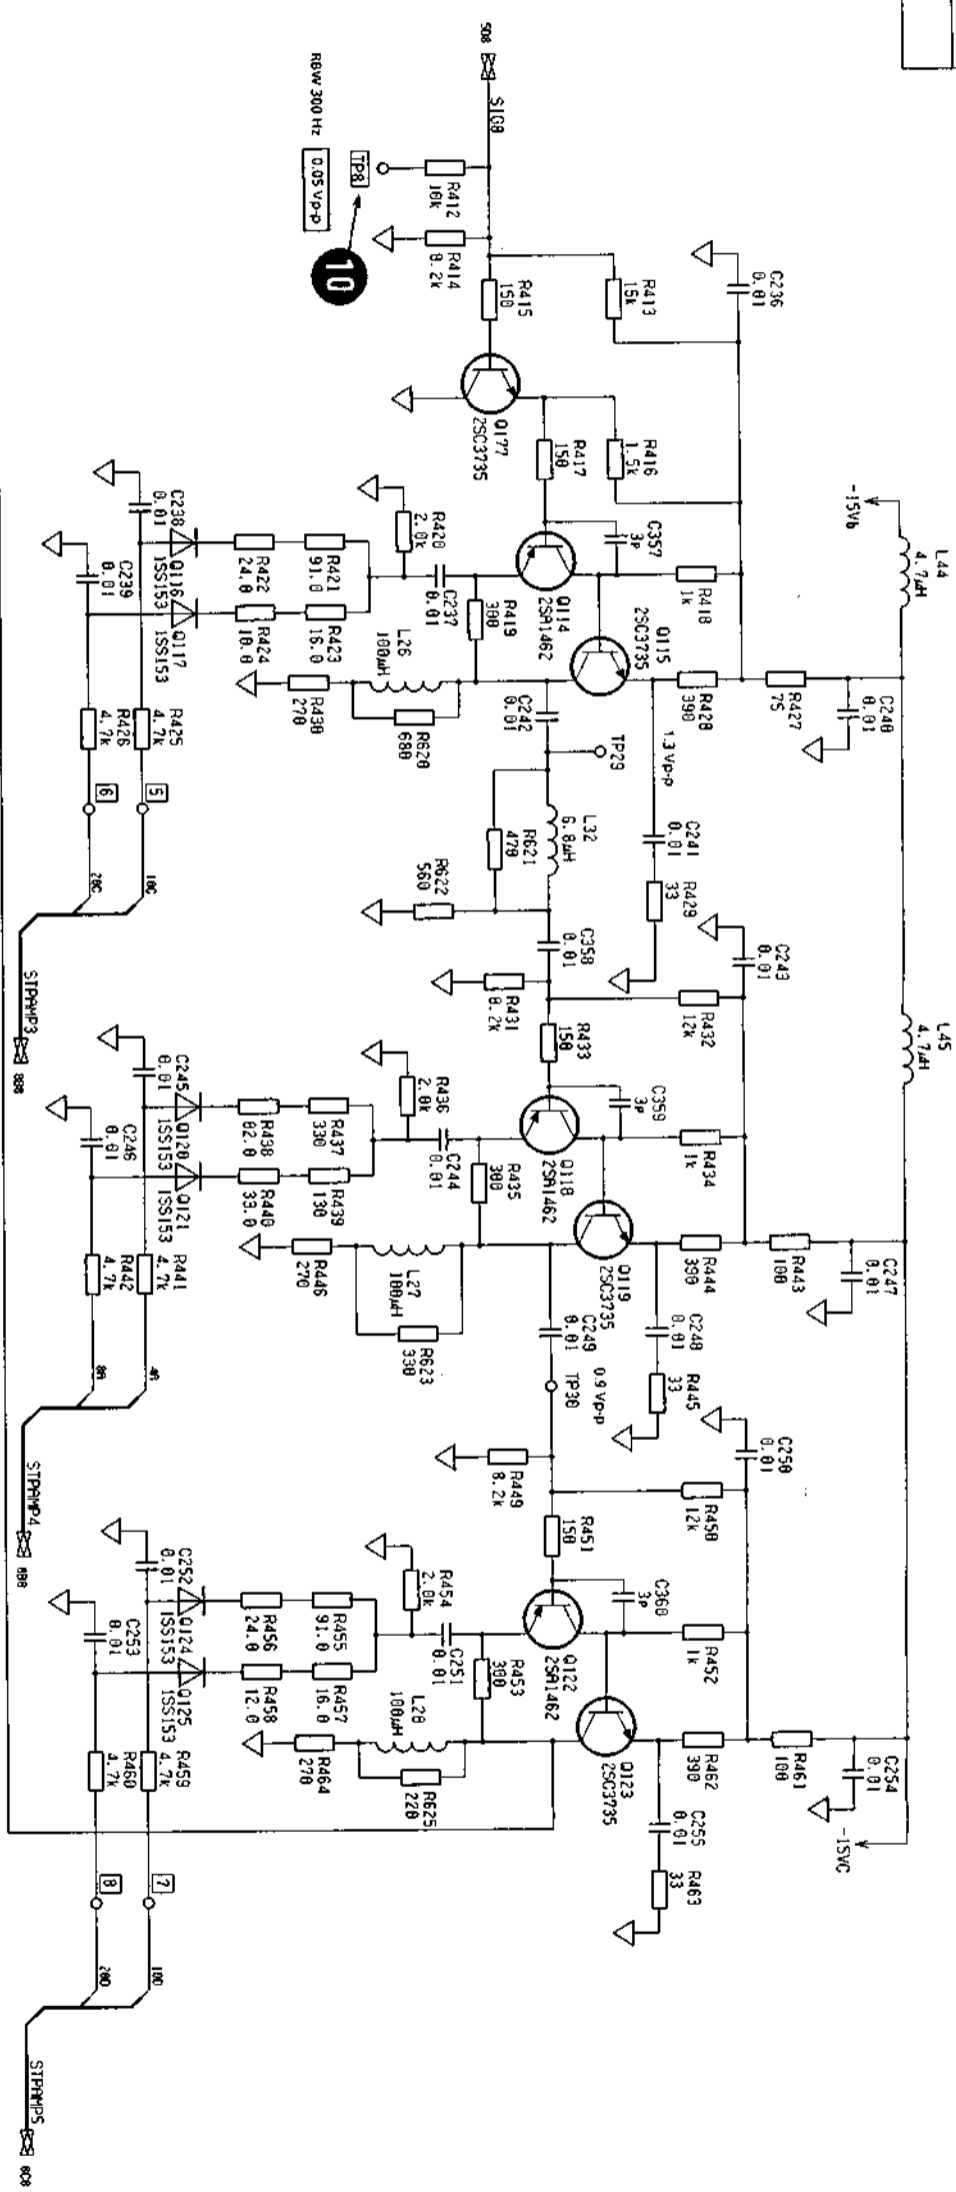 5D8
SIG8
RBW 300 Hz
0.05 Vp-p
TP8
10
R412
10k
R414
8.2k
R415
150
R413
15k
C236
0.01
Q177
2SC3735
R417
150
R416
1.5k
C357
3P
R418
1k
Q114
2SA1462
Q115
2SC3735
R419
300
R420
2.0k
C237
0.01
R421
91.0
R422
24.0
R423
16.0
R424
10.0
C238
0.01
Q116
1SS153
Q117
1SS153
C239
0.01
R425
4.7k
R426
4.7k
5
6
10C
20C
STPAMP3
8B8
L26
100μH
R430
270
R620
680
C242
0.01
TP29
1.3 Vp-p
R428
390
R427
75
C240
0.01
-15Vb
L44
4.7μH
L32
6.8μH
R621
470
R622
560
C241
0.01
R429
33
C358
0.01
R431
8.2k
C243
0.01
R432
12k
R433
150
C359
3P
R434
1k
Q118
2SA1462
Q119
2SC3735
R435
300
R436
2.0k
C244
0.01
R437
330
R438
82.0
R439
130
R440
39.0
C245
0.01
Q120
1SS153
Q121
1SS153
C246
0.01
R441
4.7k
R442
4.7k
4A
8A
STPAMP4
8B8
L27
100μH
R446
270
R623
330
C249
0.01
TP30
0.9 Vp-p
C248
0.01
R445
33
R444
390
R443
100
C247
0.01
L45
4.7μH
C250
0.01
R449
8.2k
R450
12k
R451
150
C360
3P
R452
1k
Q122
2SA1462
Q123
2SC3735
R453
300
R454
2.0k
C251
0.01
R455
91.0
R456
24.0
R457
16.0
R458
12.0
C252
0.01
Q124
1SS153
Q125
1SS153
C253
0.01
R459
4.7k
R460
4.7k
7
8
10D
20D
STPAMP5
8C8
L28
100μH
R464
270
R625
220
R462
390
R461
100
C254
0.01
-15VC
C255
0.01
R463
33